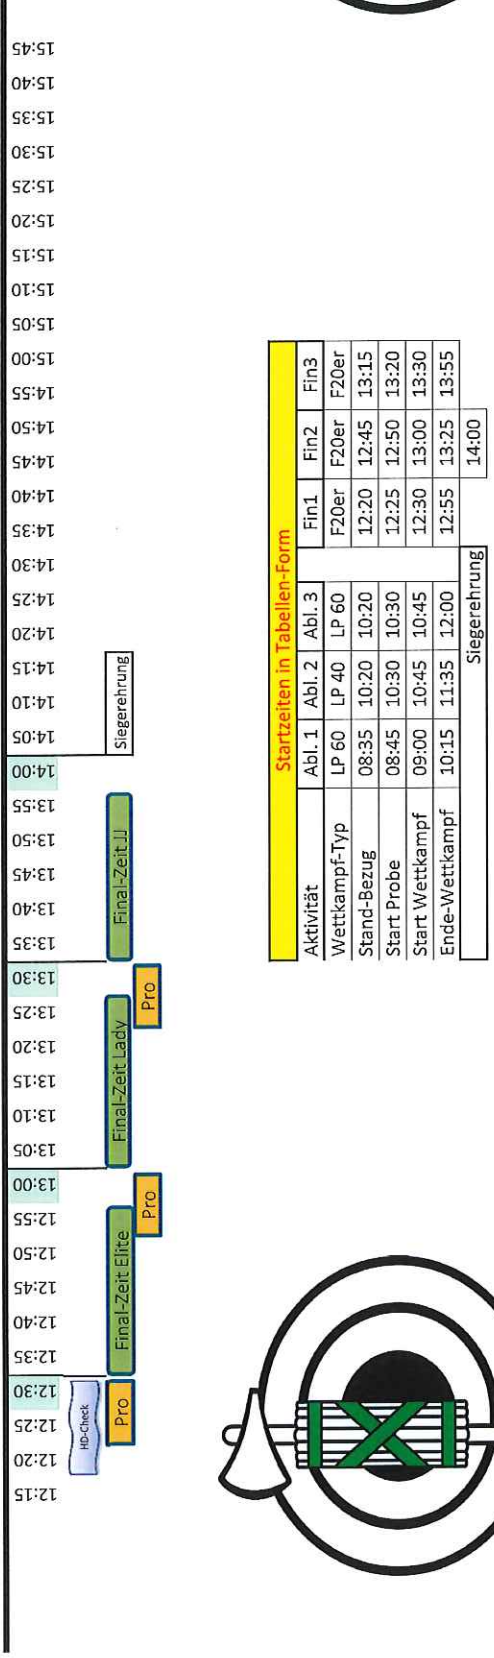 12:15
12:20
12:25
12:30
12:35
12:40
12:45
12:50
12:55
13:00
13:05
13:10
13:15
13:20
13:25
13:30
13:35
13:40
13:45
13:50
13:55
14:00
14:05
14:10
14:15
14:20
14:25
14:30
14:35
14:40
14:45
14:50
14:55
15:00
15:05
15:10
15:15
15:20
15:25
15:30
15:35
15:40
15:45
HD-Check
Final-Zeit Elite
Final-Zeit Lady
Final-Zeit JJ
Siegerehrung
Pro
Pro
Pro
Startzeiten in Tabellen-Form
Aktivität Abl. 1 Abl. 2 Abl. 3 Fin1 Fin2 Fin3
Wettkampf-Typ LP 60 LP 40 LP 60 F20er F20er F20er
Stand-Bezug 08:35 10:20 10:20 12:20 12:45 13:15
Start Probe 08:45 10:30 10:30 12:25 12:50 13:20
Start Wettkampf 09:00 10:45 10:45 12:30 13:00 13:30
Ende-Wettkampf 10:15 11:35 12:00 12:55 13:25 13:55
Siegerehrung 14:00